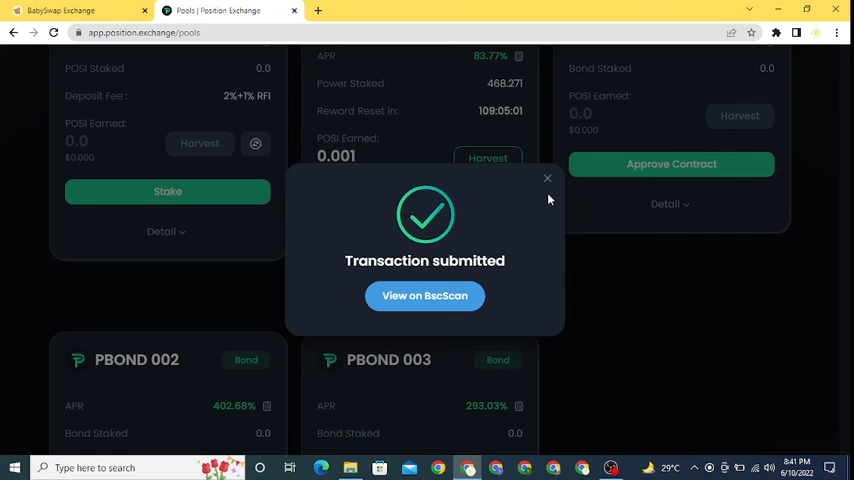 BabySwap Exchange
Pools | Position Exchange
app.position.exchange/pools
POSI Staked 0.0
Deposit Fee : 2%+1% RFI
POSI Earned:
0.0
$0.000
Harvest
Stake
Detail
APR 83.77%
Power Staked 468.271
Reward Reset in: 109:05:01
POSI Earned:
0.001
Harvest
Bond Staked 0.0
POSI Earned:
0.0
$0.000
Harvest
Approve Contract
Detail
Transaction submitted
View on BscScan
PBOND 002 Bond
APR 402.68%
Bond Staked 0.0
PBOND 003 Bond
APR 293.03%
Bond Staked 0.0
Type here to search
29°C
8:41 PM
6/10/2022